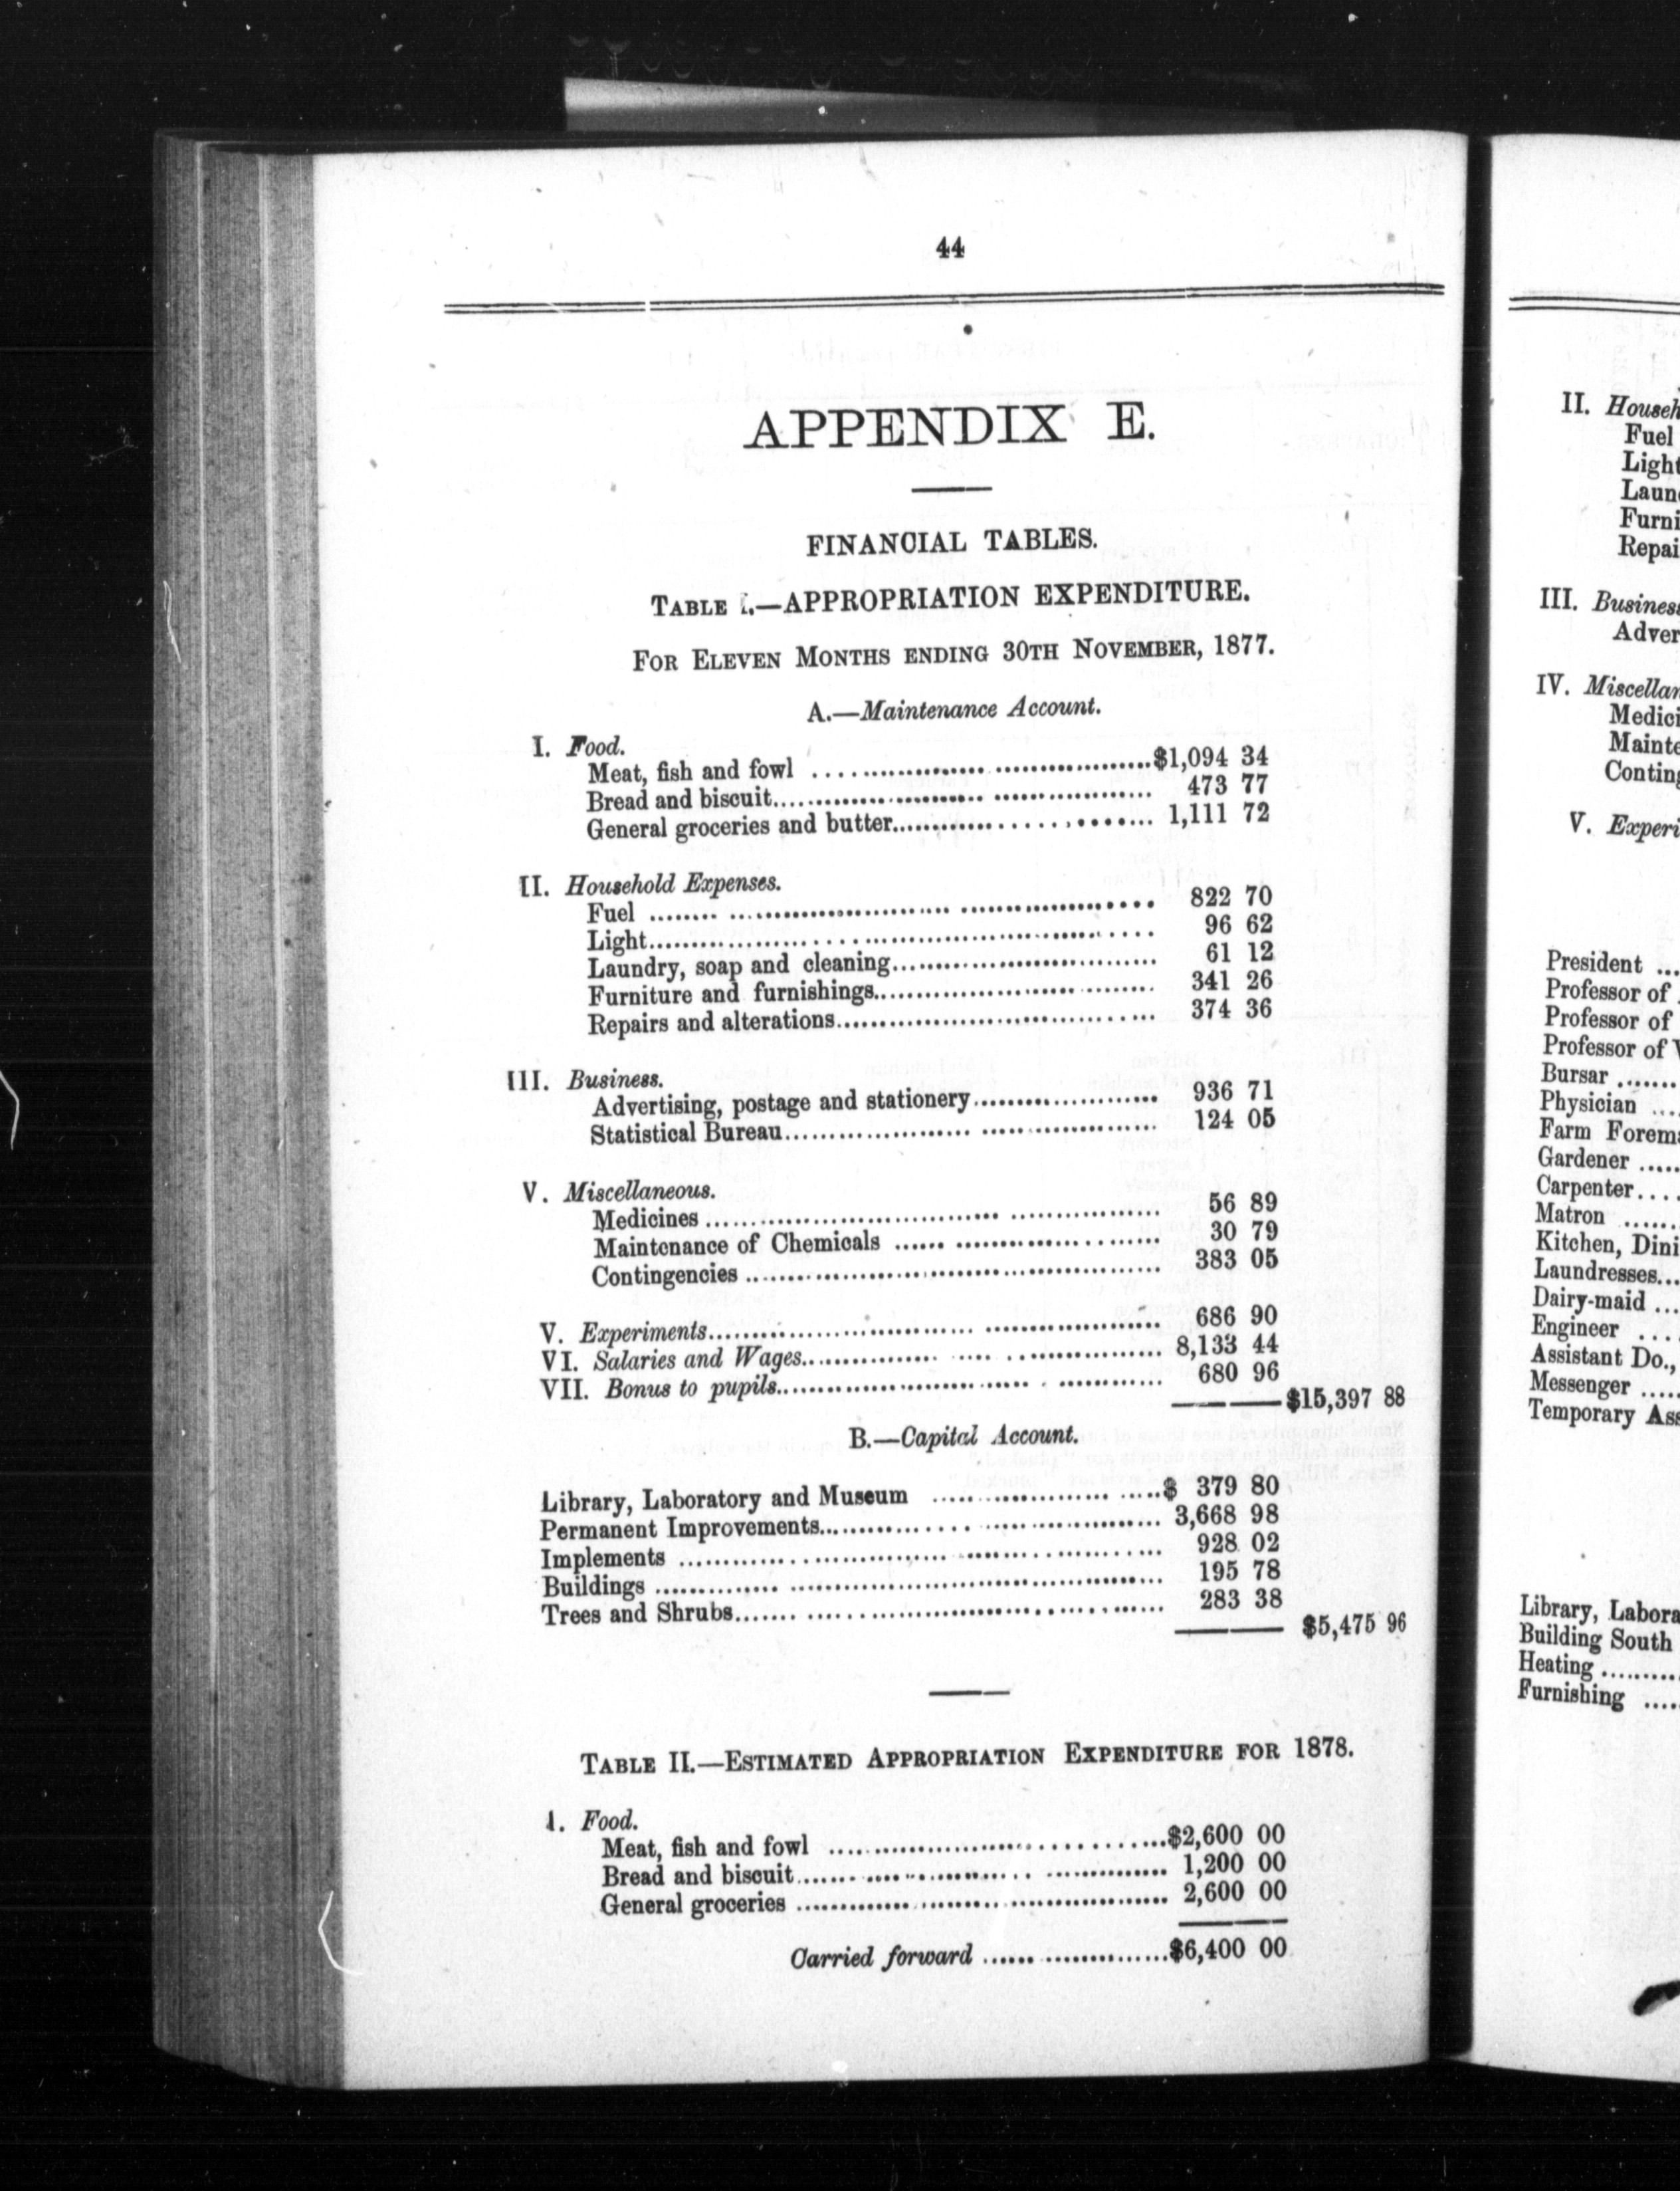 44
APPENDIX E.
FINANCIAL TABLES.
TABLE I.—APPROPRIATION EXPENDITURE.
FOR ELEVEN MONTHS ENDING 30TH NOVEMBER, 1877.
A.—Maintenance Account.
I. Food.
Meat, fish and fowl ........ $1,094 34
Bread and biscuit........ 473 77
General groceries and butter........ 1,111 72
II. Household Expenses.
Fuel ........ 822 70
Light........ 96 62
Laundry, soap and cleaning........ 61 12
Furniture and furnishings........ 341 26
Repairs and alterations........ 374 36
III. Business.
Advertising, postage and stationery........ 936 71
Statistical Bureau........ 124 05
V. Miscellaneous.
Medicines ........ 56 89
Maintenance of Chemicals ........ 30 79
Contingencies ........ 383 05
V. Experiments........ 686 90
VI. Salaries and Wages........ 8,133 44
VII. Bonus to pupils........ 680 96
$15,397 88
B.—Capital Account.
Library, Laboratory and Museum ........ $ 379 80
Permanent Improvements........ 3,668 98
Implements ........ 928 02
Buildings ........ 195 78
Trees and Shrubs........ 283 38
$5,475 96
TABLE II.—ESTIMATED APPROPRIATION EXPENDITURE FOR 1878.
I. Food.
Meat, fish and fowl ........ $2,600 00
Bread and biscuit........ 1,200 00
General groceries ........ 2,600 00
Carried forward ........ $6,400 00
II. Househ
Fuel
Light
Laun
Furni
Repai
III. Business
Adver
IV. Miscellan
Medici
Mainte
Conting
V. Experi
President ...
Professor of
Professor of
Professor of V
Bursar .......
Physician ....
Farm Forema
Gardener .....
Carpenter....
Matron ......
Kitchen, Dini
Laundresses...
Dairy-maid ...
Engineer ....
Assistant Do.,
Messenger .....
Temporary Ass
Library, Labora
Building South
Heating .........
Furnishing ....